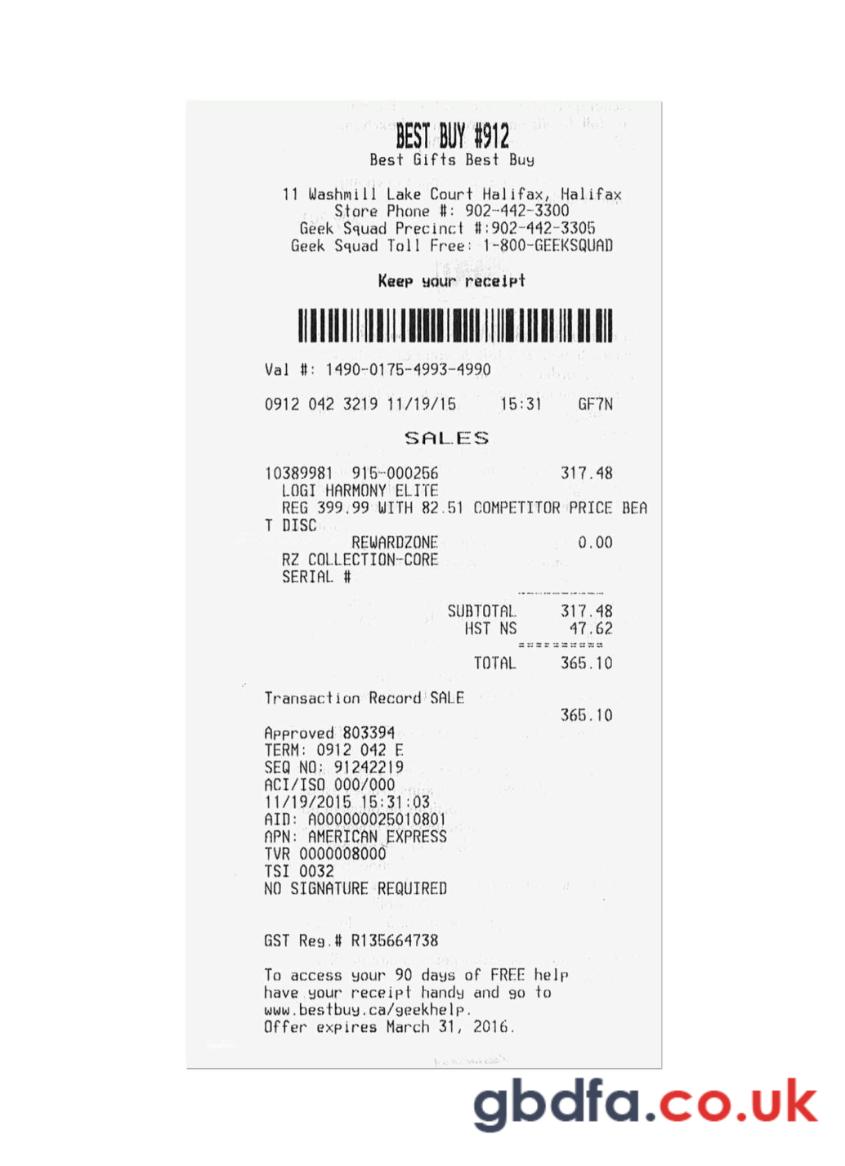 BEST BUY #912
Best Gifts Best Buy
11 Washmill Lake Court Halifax, Halifax
Store Phone #: 902-442-3300
Geek Squad Precinct #:902-442-3305
Geek Squad Toll Free: 1-800-GEEKSQUAD
Keep your receipt
Val #: 1490-0175-4993-4990
0912 042 3219 11/19/15 15:31 GF7N
SALES
10389981 915-000256 317.48
LOGI HARMONY ELITE
REG 399.99 WITH 82.51 COMPETITOR PRICE BEA
T DISC
REWARDZONE 0.00
RZ COLLECTION-CORE
SERIAL #
SUBTOTAL 317.48
HST NS 47.62
TOTAL 365.10
Transaction Record SALE
365.10
Approved 803394
TERM: 0912 042 E
SEQ NO: 91242219
ACI/ISO 000/000
11/19/2015 15:31:03
AID: A000000025010801
APN: AMERICAN EXPRESS
TVR 0000008000
TSI 0032
NO SIGNATURE REQUIRED
GST Reg.# R135664738
To access your 90 days of FREE help
have your receipt handy and go to
www.bestbuy.ca/geekhelp.
Offer expires March 31, 2016.
gbdfa.co.uk